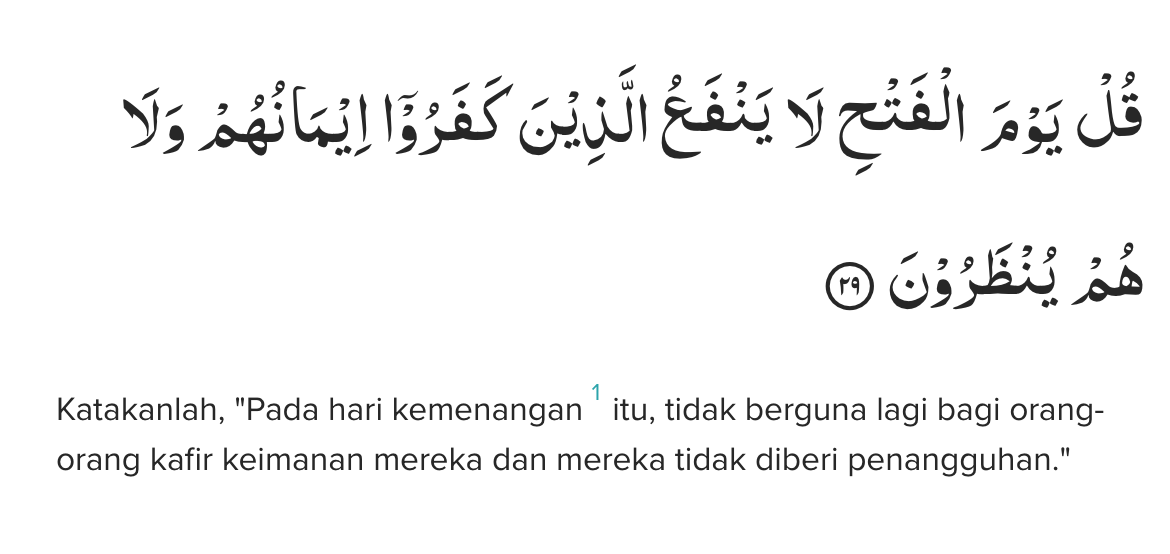 قُلْ يَوْمَ الْفَتْحِ لَا يَنْفَعُ الَّذِيْنَ كَفَرُوْٓا اِيْمَانُهُمْ وَلَا
هُمْ يُنْظَرُوْنَ ٢٩
Katakanlah, "Pada hari kemenangan 1 itu, tidak berguna lagi bagi orang-
orang kafir keimanan mereka dan mereka tidak diberi penangguhan."